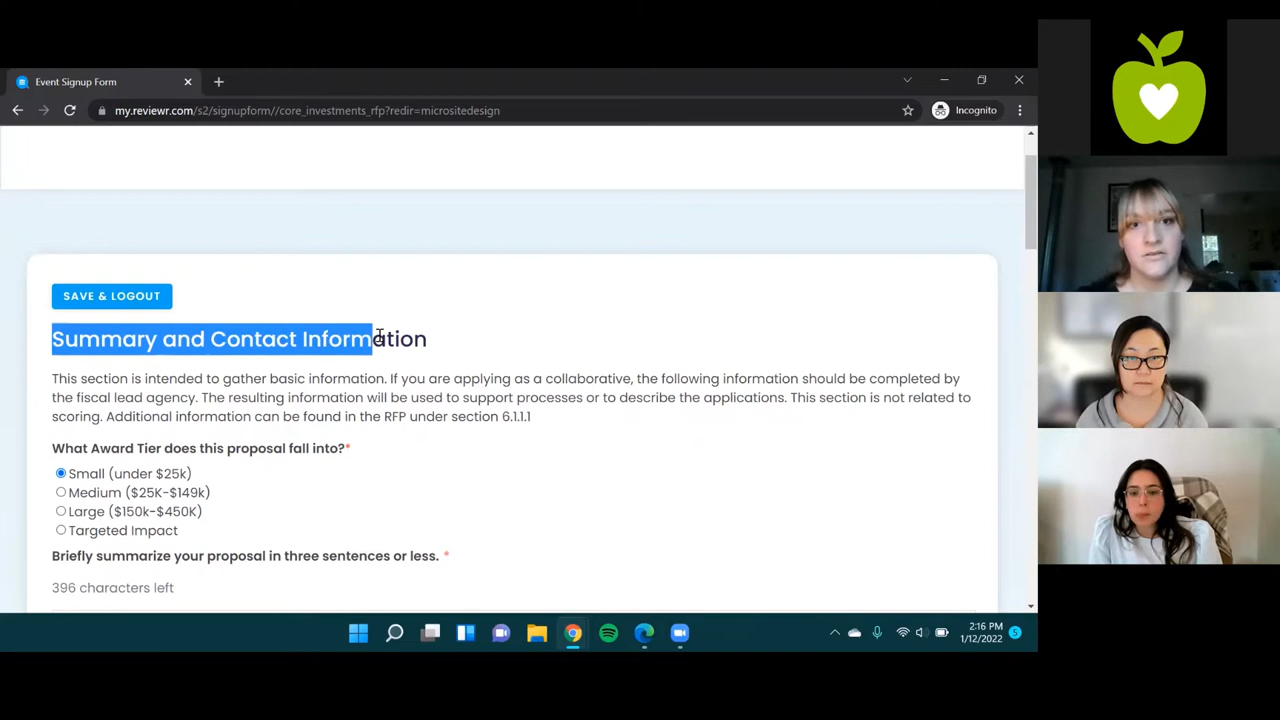 Event Signup Form
my.reviewr.com/s2/signupform//core_investments_rfp?redir=micrositedesign
Incognito
SAVE & LOGOUT
Summary and Contact Information
This section is intended to gather basic information. If you are applying as a collaborative, the following information should be completed by
the fiscal lead agency. The resulting information will be used to support processes or to describe the applications. This section is not related to
scoring. Additional information can be found in the RFP under section 6.1.1.1
What Award Tier does this proposal fall into?*
Small (under $25k)
Medium ($25K-$149k)
Large ($150k-$450K)
Targeted Impact
Briefly summarize your proposal in three sentences or less. *
396 characters left
2:16 PM
1/12/2022
5